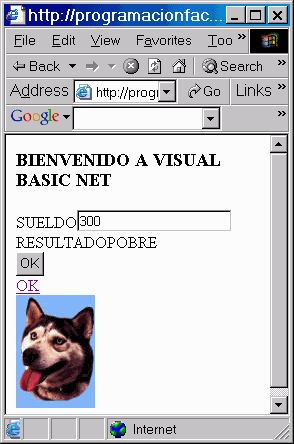 http://programacionfac...
File Edit View Favorites Too »
Back » Search
Address http://progr Go Links »
Google »
BIENVENIDO A VISUAL
BASIC NET
SUELDO 300
RESULTADOPOBRE
OK
OK
Internet